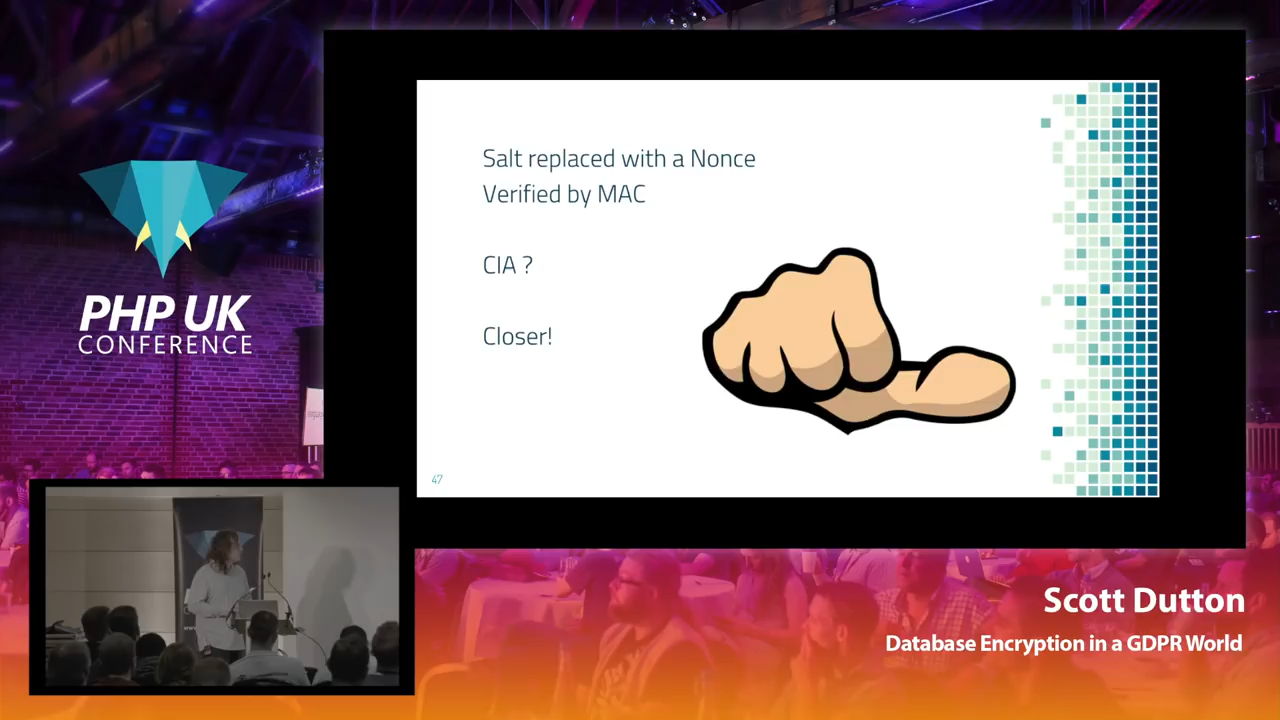 PHP UK
CONFERENCE
Salt replaced with a Nonce
Verified by MAC
CIA ?
Closer!
47
Scott Dutton
Database Encryption in a GDPR World